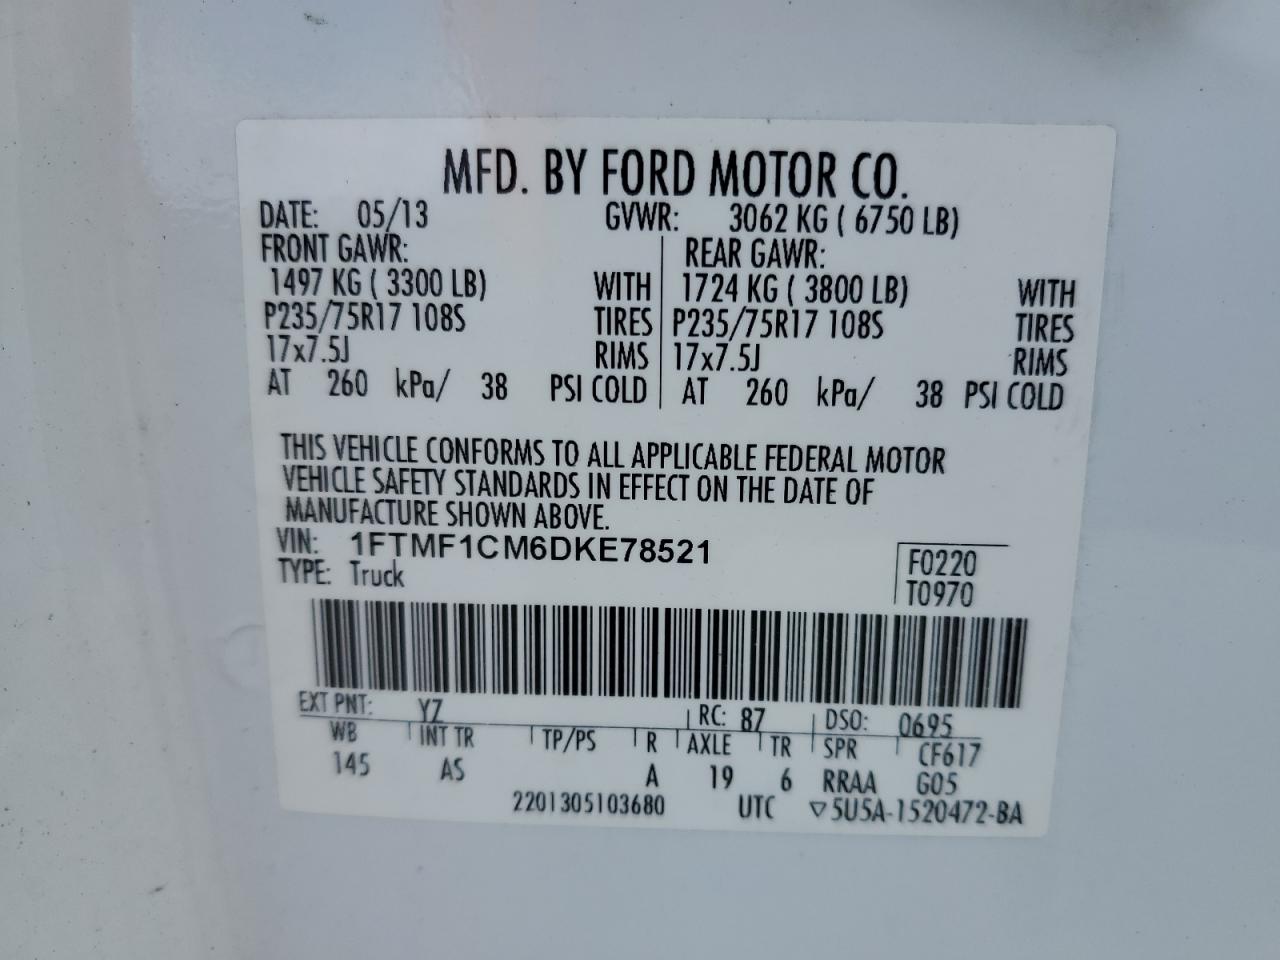 MFD. BY FORD MOTOR CO.
DATE: 05/13 GVWR: 3062 KG ( 6750 LB)
FRONT GAWR: REAR GAWR:
1497 KG ( 3300 LB) WITH 1724 KG ( 3800 LB) WITH
P235/75R17 108S TIRES P235/75R17 108S TIRES
17x7.5J RIMS 17x7.5J RIMS
AT 260 kPa/ 38 PSI COLD AT 260 kPa/ 38 PSI COLD
THIS VEHICLE CONFORMS TO ALL APPLICABLE FEDERAL MOTOR
VEHICLE SAFETY STANDARDS IN EFFECT ON THE DATE OF
MANUFACTURE SHOWN ABOVE.
VIN: 1FTMF1CM6DKE78521 F0220
TYPE: Truck T0970
EXT PNT: YZ RC: 87 DSO: 0695
WB INT TR TP/PS R AXLE TR SPR CF617
145 AS A 19 6 RRAA G05
2201305103680 UTC ▽5U5A-1520472-BA